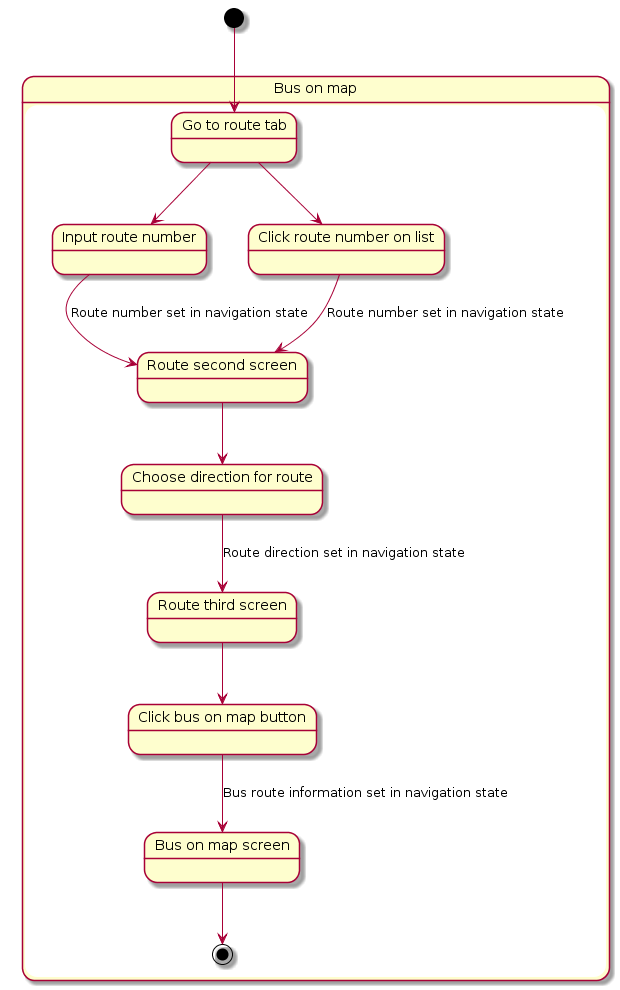 Bus on map
Go to route tab
Input route number
Click route number on list
Route number set in navigation state
Route number set in navigation state
Route second screen
Choose direction for route
Route direction set in navigation state
Route third screen
Click bus on map button
Bus route information set in navigation state
Bus on map screen